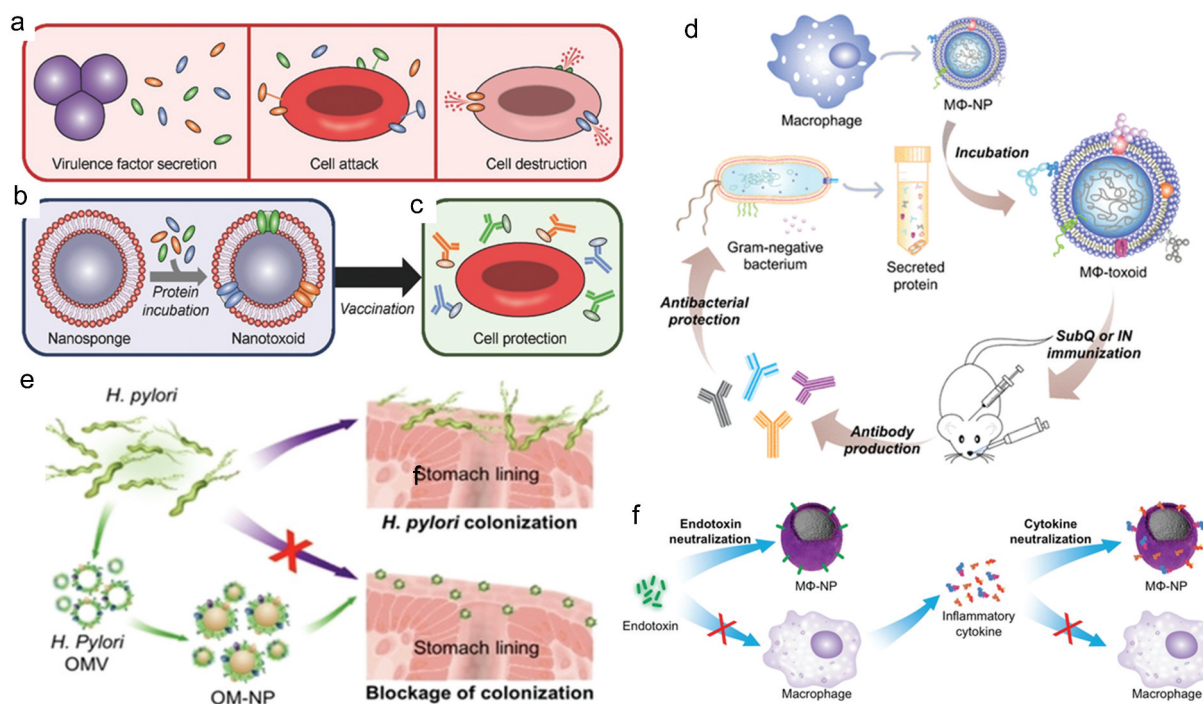 a
Virulence factor secretion
Cell attack
Cell destruction
b
Protein
incubation
Nanosponge
Nanotoxoid
Vaccination
c
Cell protection
d
Macrophage
MΦ-NP
Incubation
Gram-negative
bacterium
Secreted
protein
MΦ-toxoid
Antibacterial
protection
SubQ or IN
immunization
Antibody
production
e
H. pylori
Stomach lining
f
H. pylori colonization
H. Pylori
OMV
OM-NP
Stomach lining
Blockage of colonization
f
Endotoxin
neutralization
MΦ-NP
Endotoxin
Macrophage
Inflammatory
cytokine
Cytokine
neutralization
MΦ-NP
Macrophage